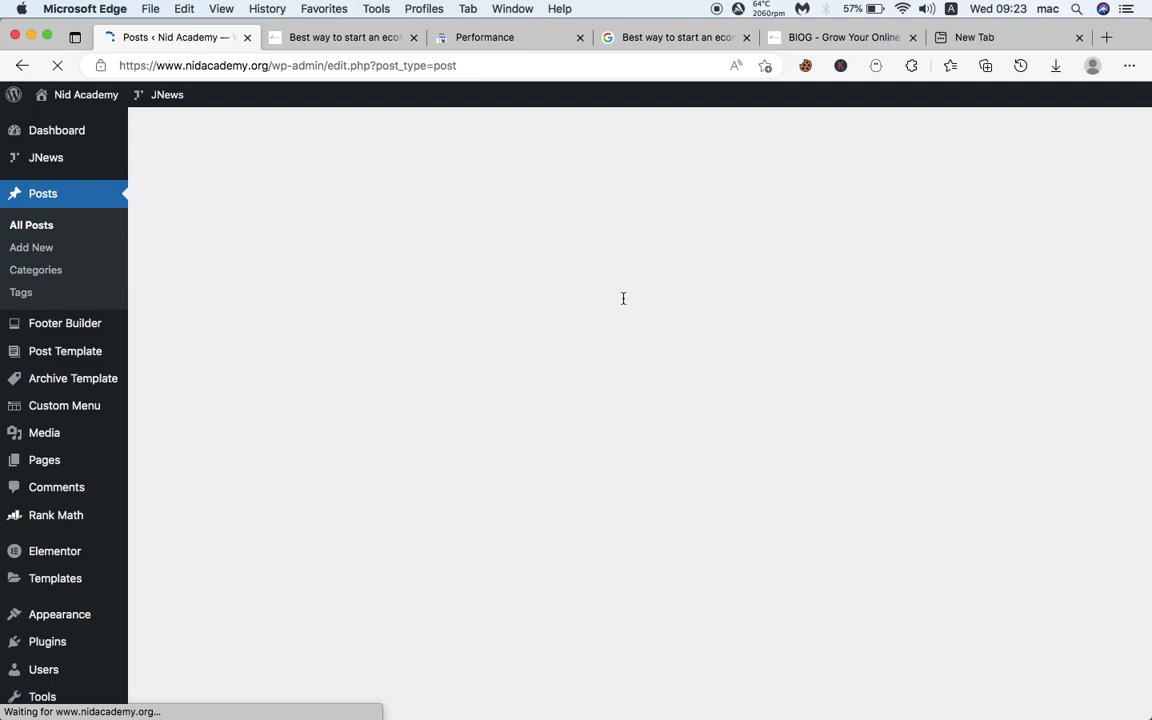 Microsoft Edge File Edit View History Favorites Tools Profiles Tab Window Help 64°C 2060rpm 57% A Wed 09:23 mac
Posts ‹ Nid Academy — Best way to start an econ Performance Best way to start an econ BlOG - Grow Your Online New Tab
https://www.nidacademy.org/wp-admin/edit.php?post_type=post
Nid Academy JNews
Dashboard
JNews
Posts
All Posts
Add New
Categories
Tags
Footer Builder
Post Template
Archive Template
Custom Menu
Media
Pages
Comments
Rank Math
Elementor
Templates
Appearance
Plugins
Users
Tools
Waiting for www.nidacademy.org...